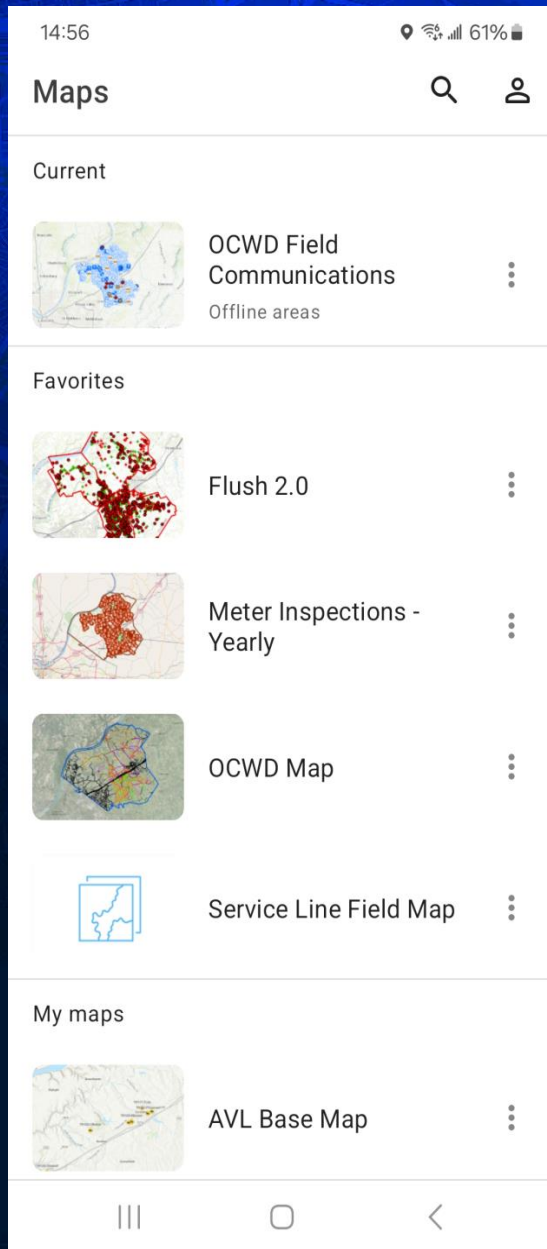 14:56
61%
Maps
Current
OCWD Field
Communications
Offline areas
Favorites
Flush 2.0
Meter Inspections -
Yearly
OCWD Map
Service Line Field Map
My maps
AVL Base Map